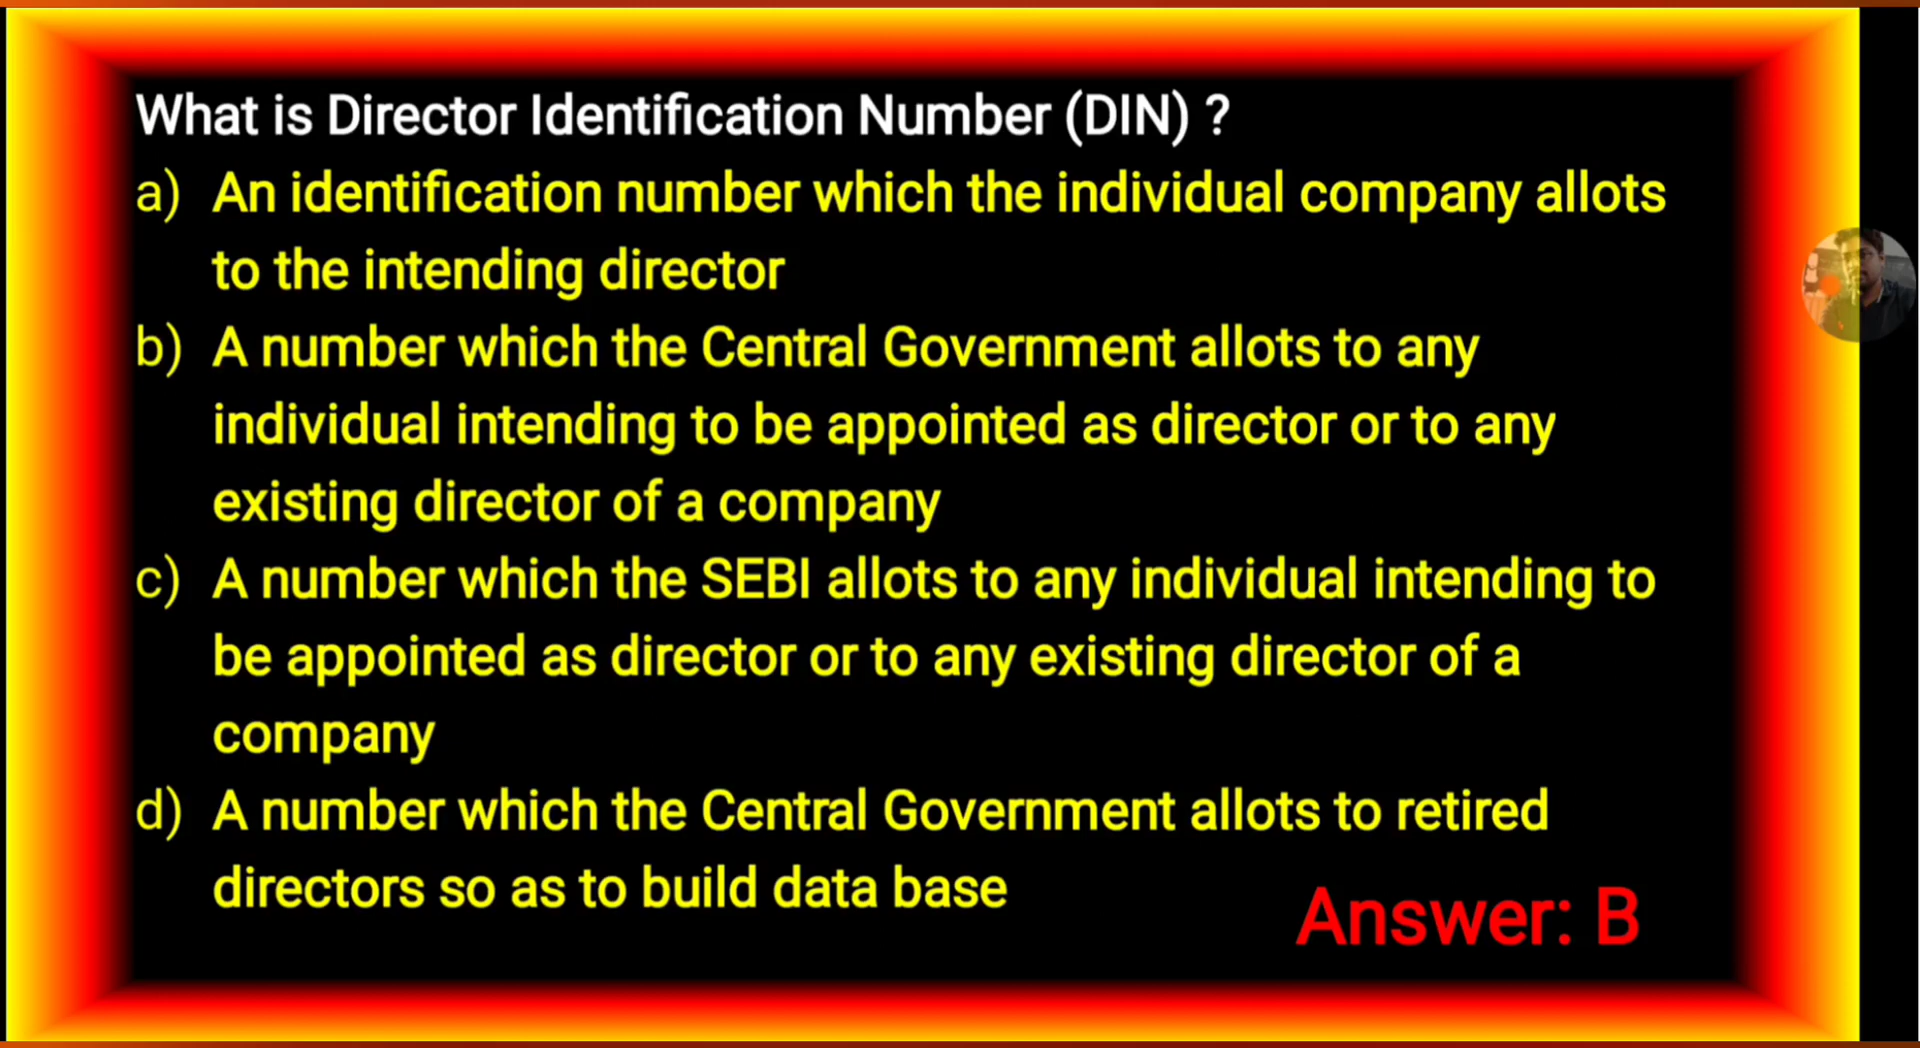 What is Director Identification Number (DIN) ?
a) An identification number which the individual company allots
to the intending director
b) A number which the Central Government allots to any
individual intending to be appointed as director or to any
existing director of a company
c) A number which the SEBI allots to any individual intending to
be appointed as director or to any existing director of a
company
d) A number which the Central Government allots to retired
directors so as to build data base
Answer: B